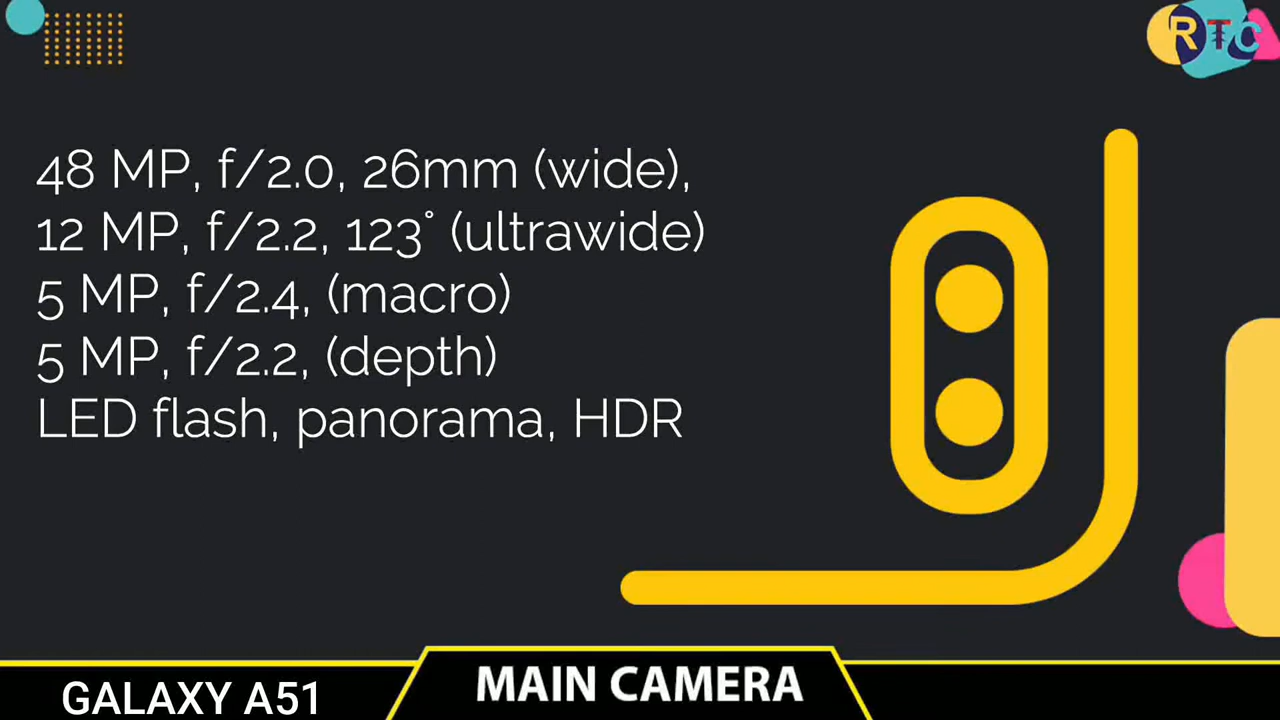 RTC
48 MP, f/2.0, 26mm (wide),
12 MP, f/2.2, 123° (ultrawide)
5 MP, f/2.4, (macro)
5 MP, f/2.2, (depth)
LED flash, panorama, HDR
MAIN CAMERA
GALAXY A51